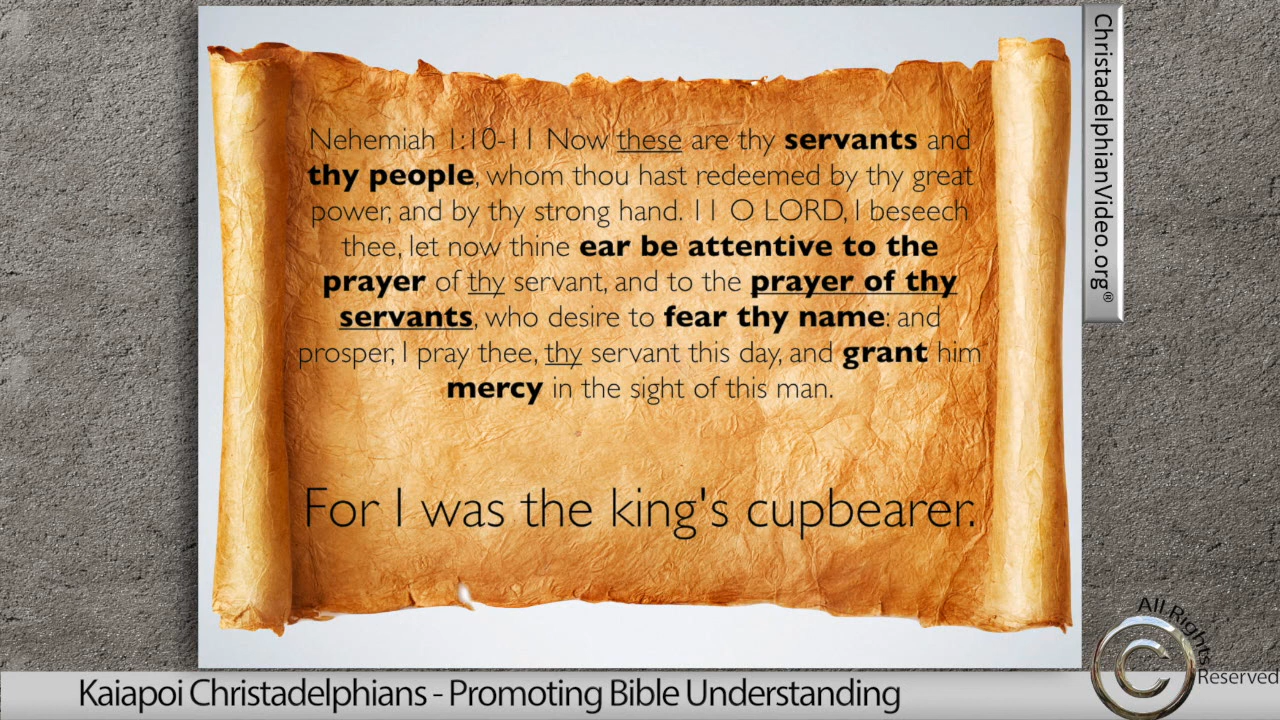 Nehemiah 1:10-11 Now these are thy servants and
thy people, whom thou hast redeemed by thy great
power, and by thy strong hand. 11 O LORD, I beseech
thee, let now thine ear be attentive to the
prayer of thy servant, and to the prayer of thy
servants, who desire to fear thy name: and
prosper, I pray thee, thy servant this day, and grant him
mercy in the sight of this man.
For I was the king's cupbearer.
ChristadelphianVideo.org®
All Rights
©
Reserved
Kaiapoi Christadelphians - Promoting Bible Understanding